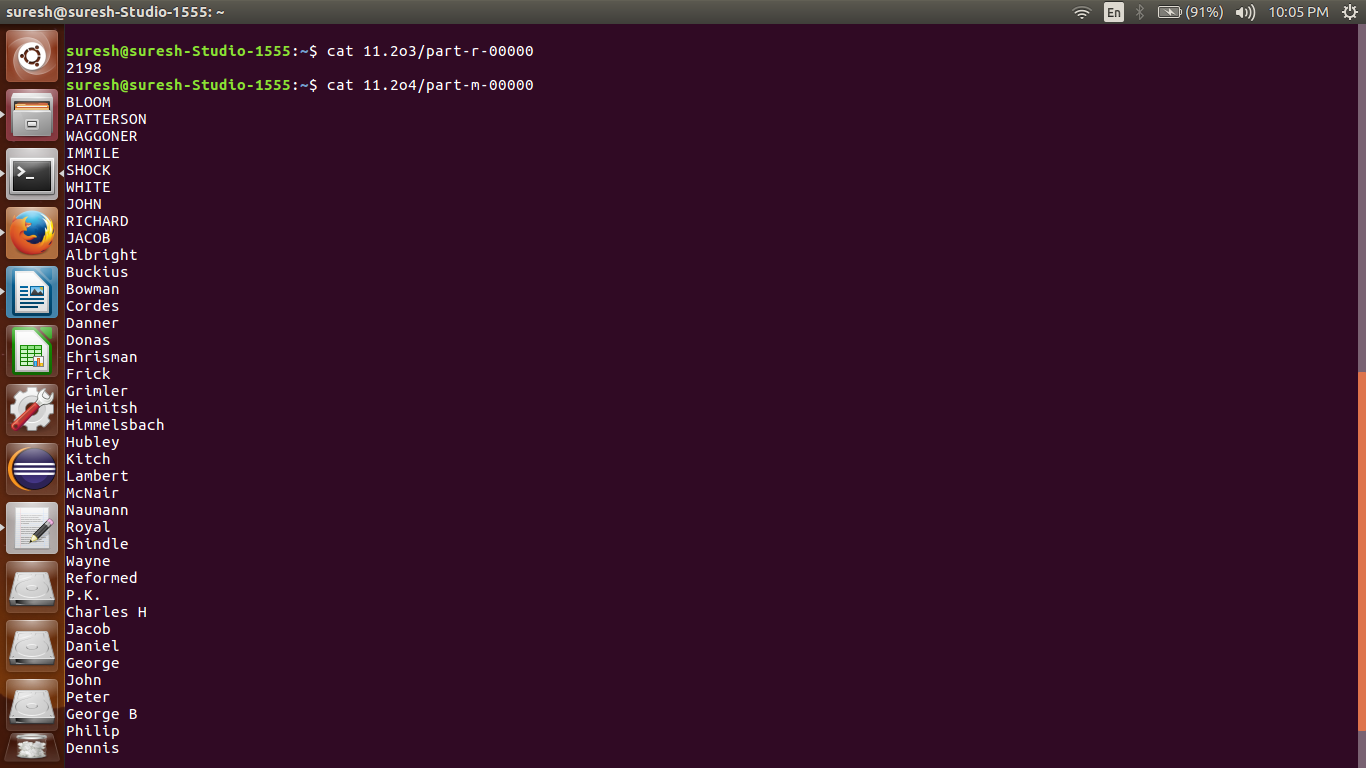 suresh@suresh-Studio-1555: ~
En
(91%)
10:05 PM
suresh@suresh-Studio-1555:~$ cat 11.2o3/part-r-00000
2198
suresh@suresh-Studio-1555:~$ cat 11.2o4/part-m-00000
BLOOM
PATTERSON
WAGGONER
IMMILE
SHOCK
WHITE
JOHN
RICHARD
JACOB
Albright
Buckius
Bowman
Cordes
Danner
Donas
Ehrisman
Frick
Grimler
Heinitsh
Himmelsbach
Hubley
Kitch
Lambert
McNair
Naumann
Royal
Shindle
Wayne
Reformed
P.K.
Charles H
Jacob
Daniel
George
John
Peter
George B
Philip
Dennis